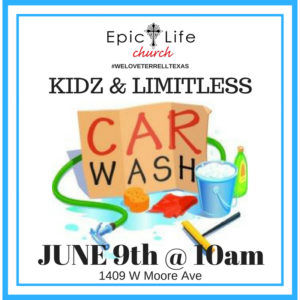 Epic Life
church
#WELOVETERRELLTEXAS
KIDZ & LIMITLESS
CAR
WASH
JUNE 9th @ 10am
1409 W Moore Ave